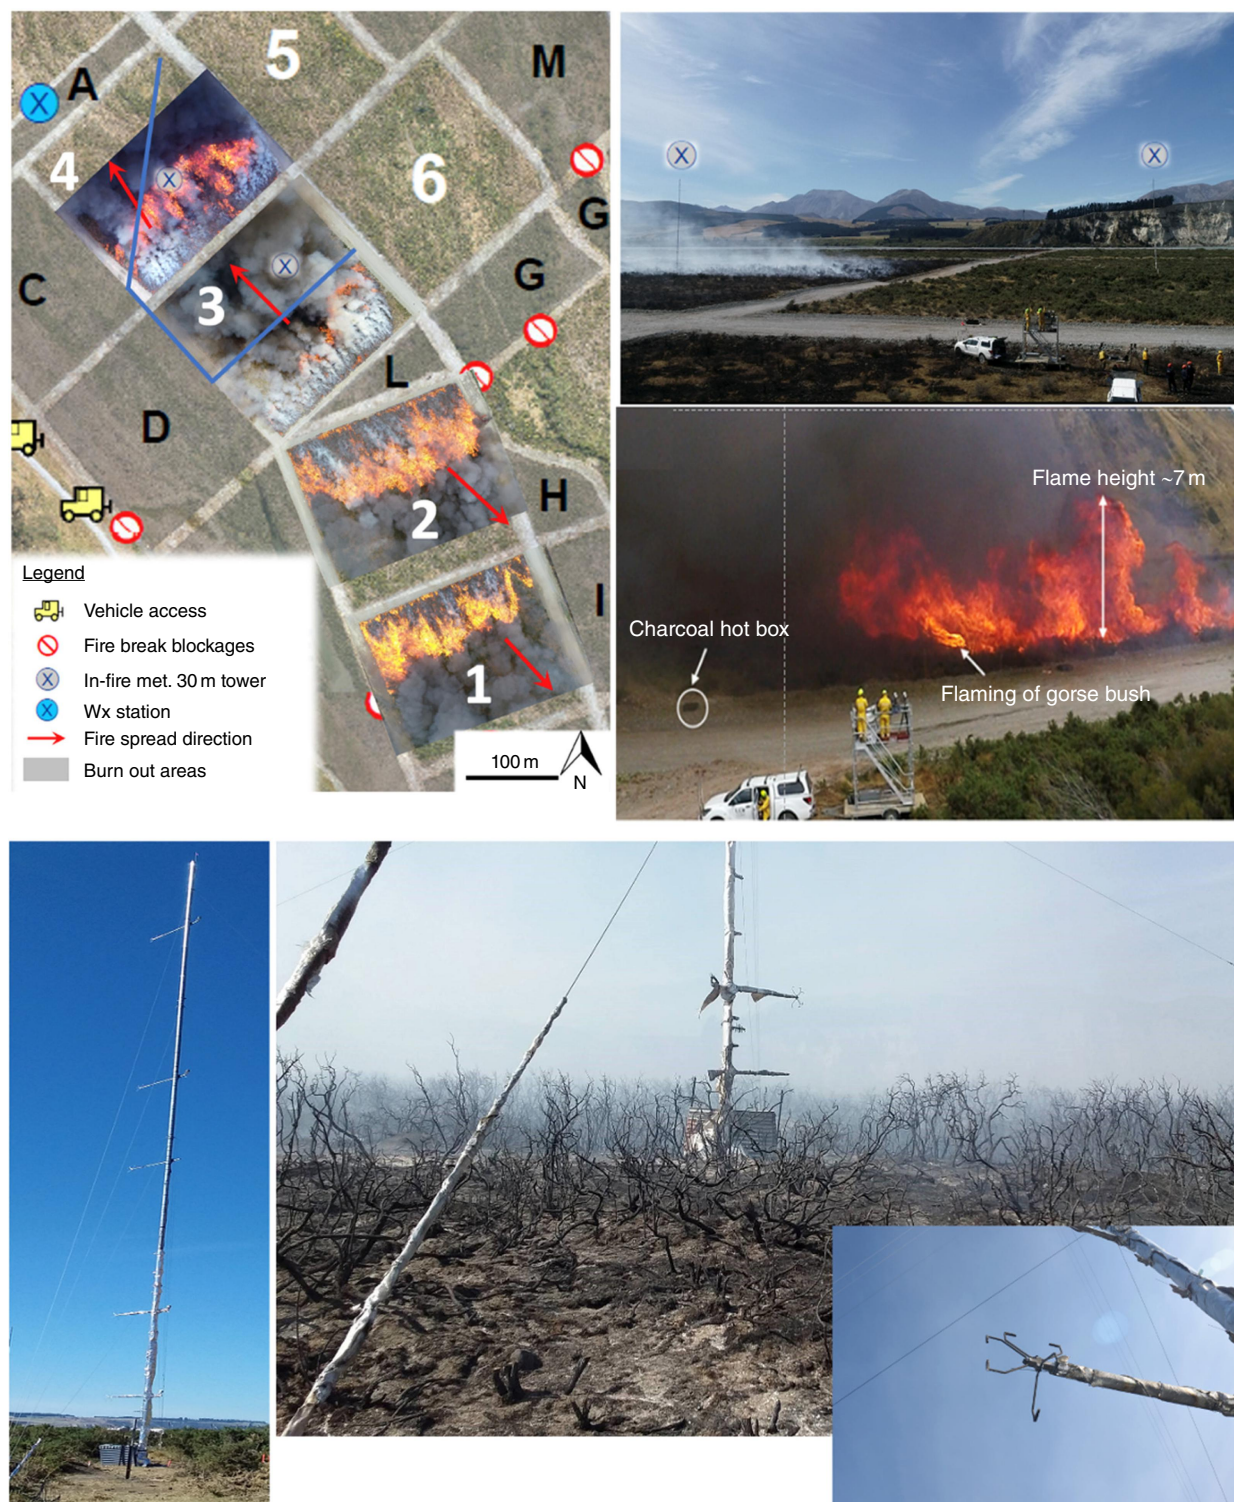 5
M
A
X
4
X
6
G
X
G
C
3
L
D
H
2
I
1
Legend
Vehicle access
Fire break blockages
X In-fire met. 30 m tower
X Wx station
Fire spread direction
Burn out areas
100 m
N
X
X
Flame height ~7 m
Charcoal hot box
Flaming of gorse bush